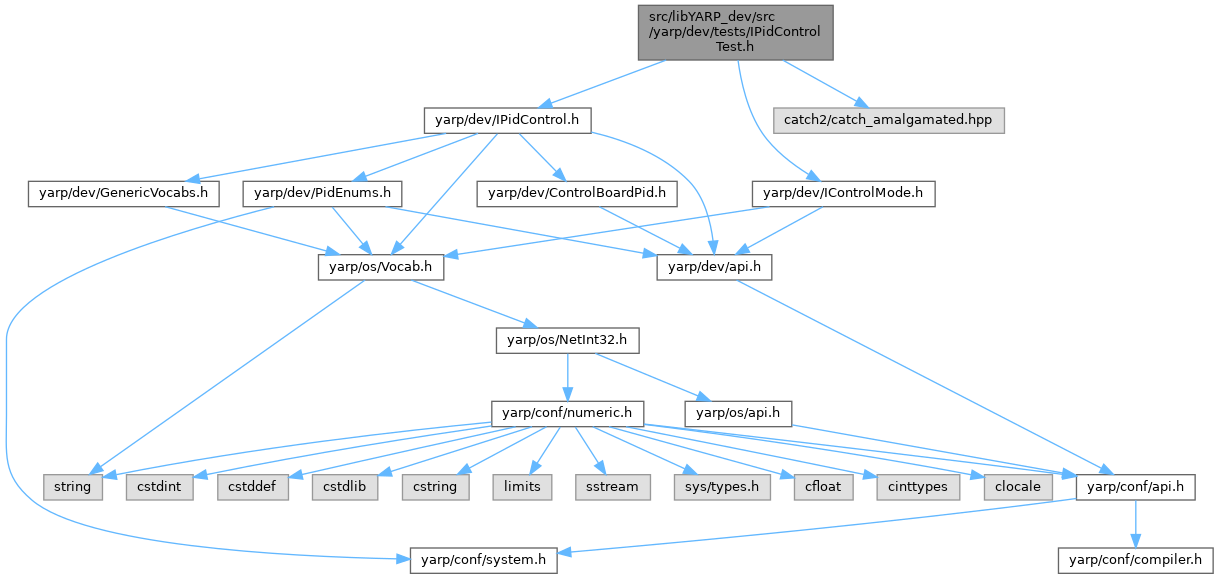 src/libYARP_dev/src
/yarp/dev/tests/IPidControl
Test.h
yarp/dev/IPidControl.h
catch2/catch_amalgamated.hpp
yarp/dev/GenericVocabs.h
yarp/dev/PidEnums.h
yarp/dev/ControlBoardPid.h
yarp/dev/IControlMode.h
yarp/os/Vocab.h
yarp/dev/api.h
yarp/os/NetInt32.h
yarp/conf/numeric.h
yarp/os/api.h
string
cstdint
cstddef
cstdlib
cstring
limits
sstream
sys/types.h
cfloat
cinttypes
clocale
yarp/conf/api.h
yarp/conf/system.h
yarp/conf/compiler.h